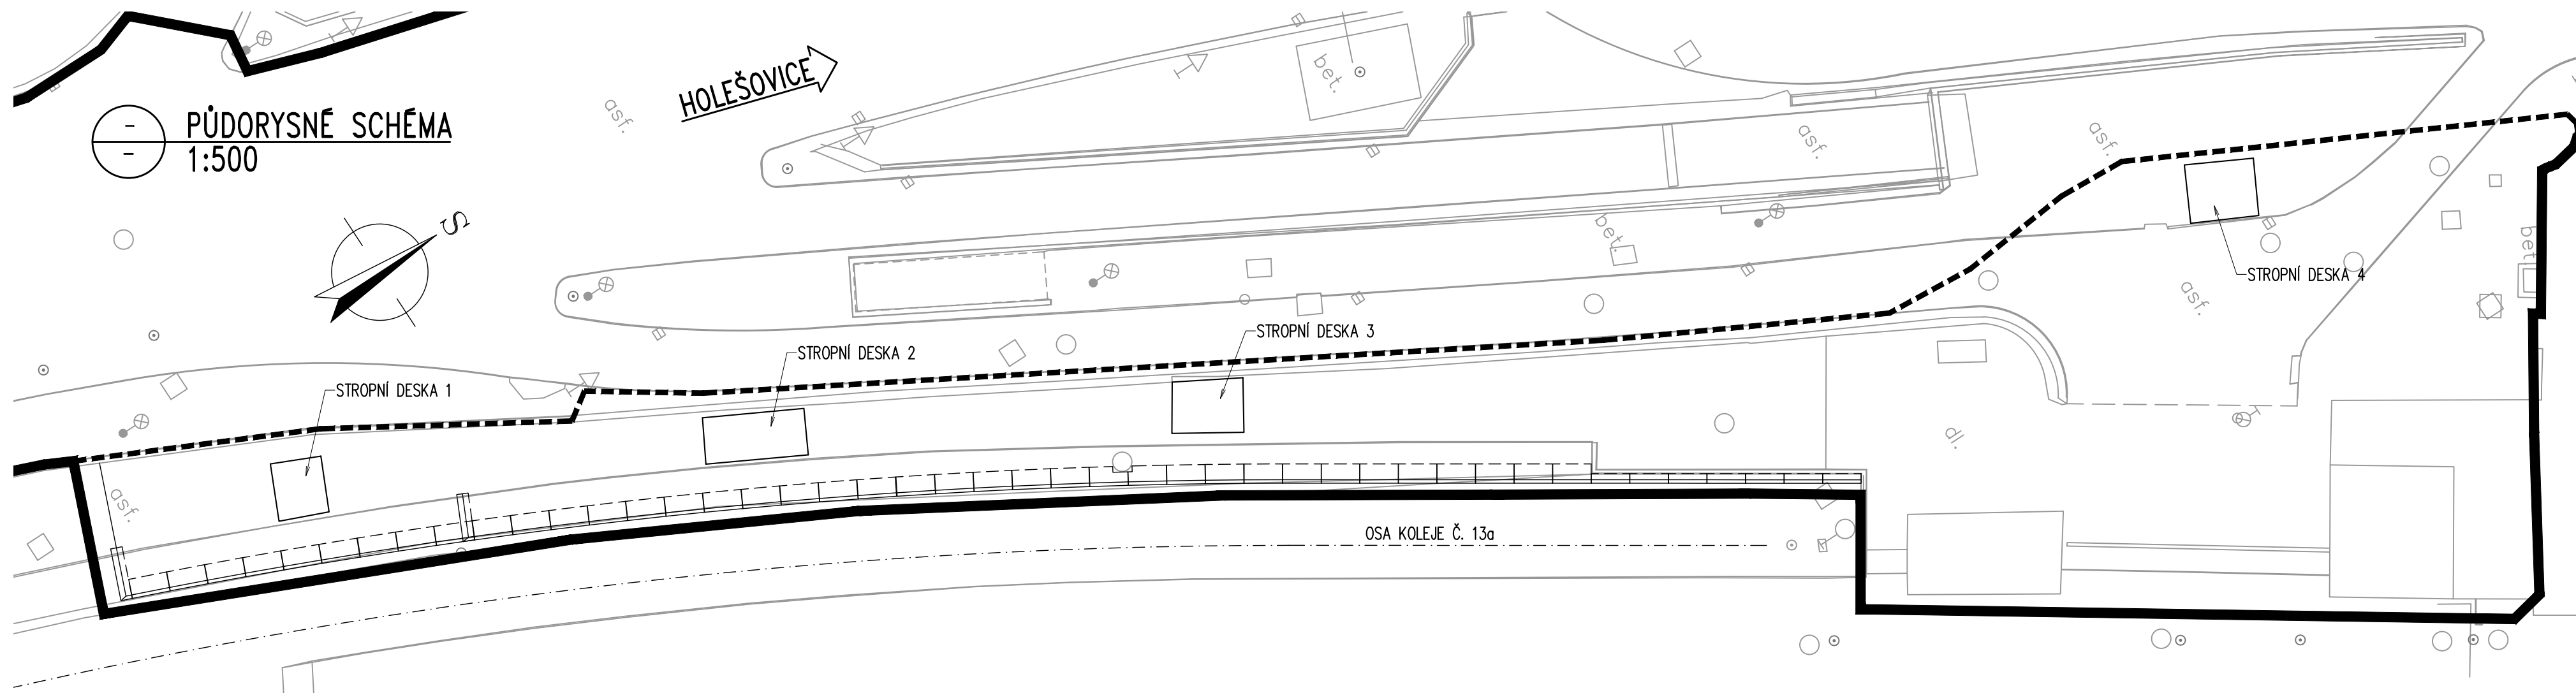 HOLEŠOVICE
bet.
asf.
PŮDORYSNÉ SCHÉMA
1:500
-
-
asf.
asf.
S
bet.
bet.
STROPNÍ DESKA 4
asf.
STROPNÍ DESKA 3
STROPNÍ DESKA 2
STROPNÍ DESKA 1
dl.
asf.
OSA KOLEJE Č. 13a